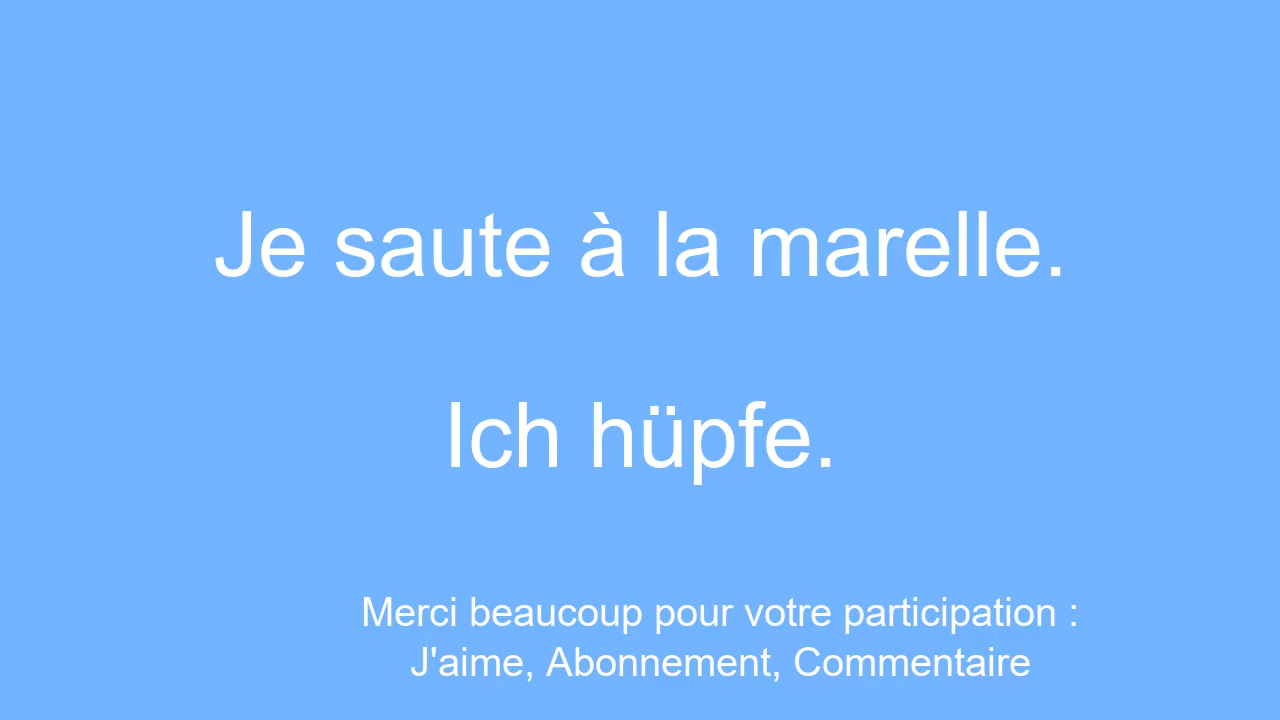 Je saute à la marelle.
Ich hüpfe.
Merci beaucoup pour votre participation :
J'aime, Abonnement, Commentaire